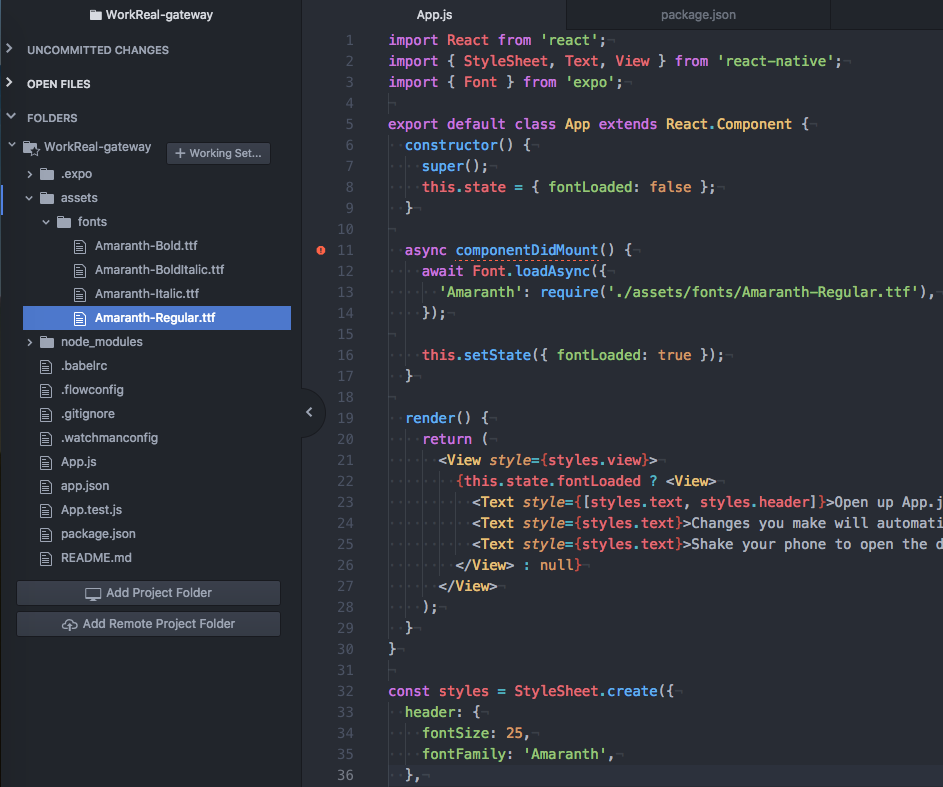 WorkReal-gateway
UNCOMMITTED CHANGES
OPEN FILES
FOLDERS
WorkReal-gateway
+ Working Set...
.expo
assets
fonts
Amaranth-Bold.ttf
Amaranth-BoldItalic.ttf
Amaranth-Italic.ttf
Amaranth-Regular.ttf
node_modules
.babelrc
.flowconfig
.gitignore
.watchmanconfig
App.js
app.json
App.test.js
package.json
README.md
Add Project Folder
Add Remote Project Folder
App.js
package.json
1 import React from 'react';
2 import { StyleSheet, Text, View } from 'react-native';
3 import { Font } from 'expo';
4
5 export default class App extends React.Component {
6 constructor() {
7 super();
8 this.state = { fontLoaded: false };
9 }
10
11 async componentDidMount() {
12 await Font.loadAsync({
13 'Amaranth': require('./assets/fonts/Amaranth-Regular.ttf'),
14 });
15
16 this.setState({ fontLoaded: true });
17 }
18
19 render() {
20 return (
21 <View style={styles.view}>
22 {this.state.fontLoaded ? <View>
23 <Text style={[styles.text, styles.header]}>Open up App.j
24 <Text style={styles.text}>Changes you make will automati
25 <Text style={styles.text}>Shake your phone to open the d
26 </View> : null}
27 </View>
28 );
29 }
30 }
31
32 const styles = StyleSheet.create({
33 header: {
34 fontSize: 25,
35 fontFamily: 'Amaranth',
36 },